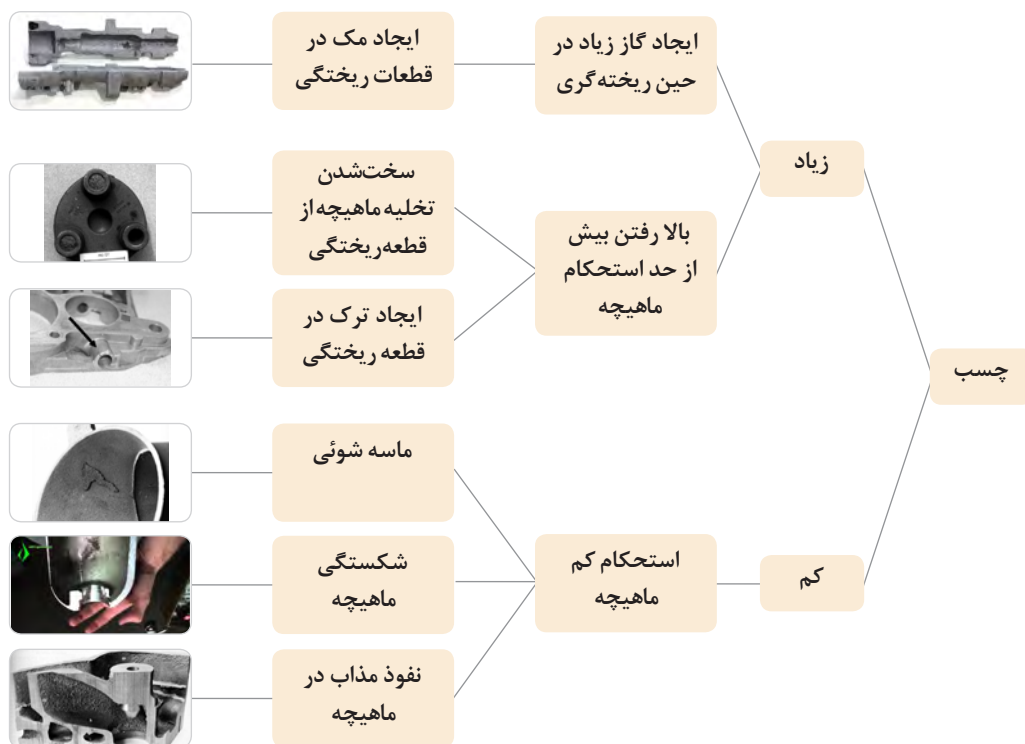 چسب
زیاد
ایجاد گاز زیاد در
حین ریخته‌گری
ایجاد مک در
قطعات ریختگی
بالا رفتن بیش
از حد استحکام
ماهیچه
سخت‌شدن
تخلیه ماهیچه از
قطعه‌ریختگی
ایجاد ترک در
قطعه ریختگی
کم
استحکام کم
ماهیچه
ماسه شوئی
شکستگی
ماهیچه
نفوذ مذاب در
ماهیچه